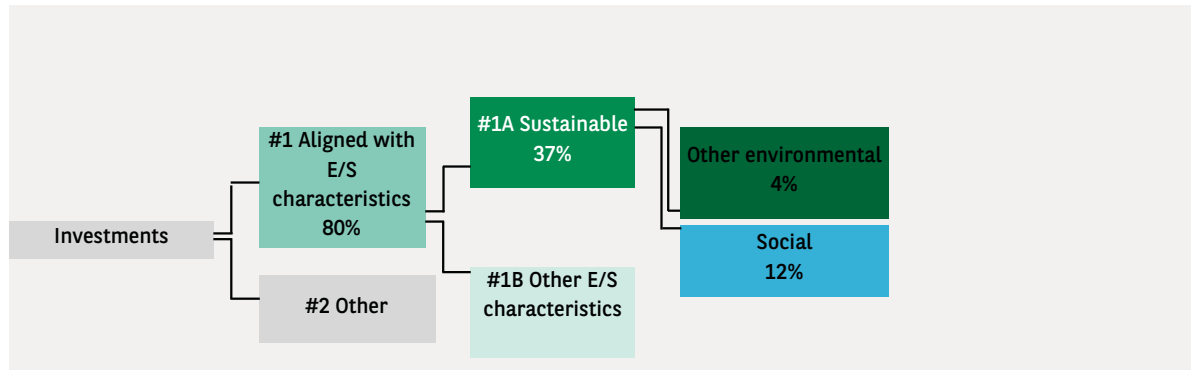 Investments
#1 Aligned with
E/S
characteristics
80%
#2 Other
#1A Sustainable
37%
#1B Other E/S
characteristics
Other environmental
4%
Social
12%